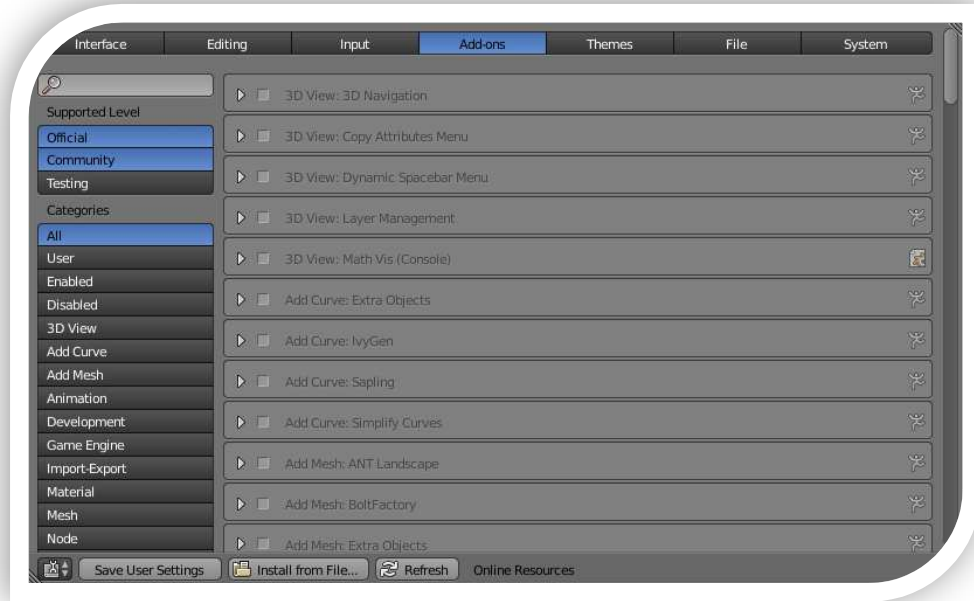 Interface Editing Input Add-ons Themes File System
Supported Level
Official
Community
Testing
Categories
All
User
Enabled
Disabled
3D View
Add Curve
Add Mesh
Animation
Development
Game Engine
Import-Export
Material
Mesh
Node
3D View: 3D Navigation
3D View: Copy Attributes Menu
3D View: Dynamic Spacebar Menu
3D View: Layer Management
3D View: Math Vis (Console)
Add Curve: Extra Objects
Add Curve: IvyGen
Add Curve: Sapling
Add Curve: Simplify Curves
Add Mesh: ANT Landscape
Add Mesh: BoltFactory
Add Mesh: Extra Objects
Save User Settings Install from File... Refresh Online Resources